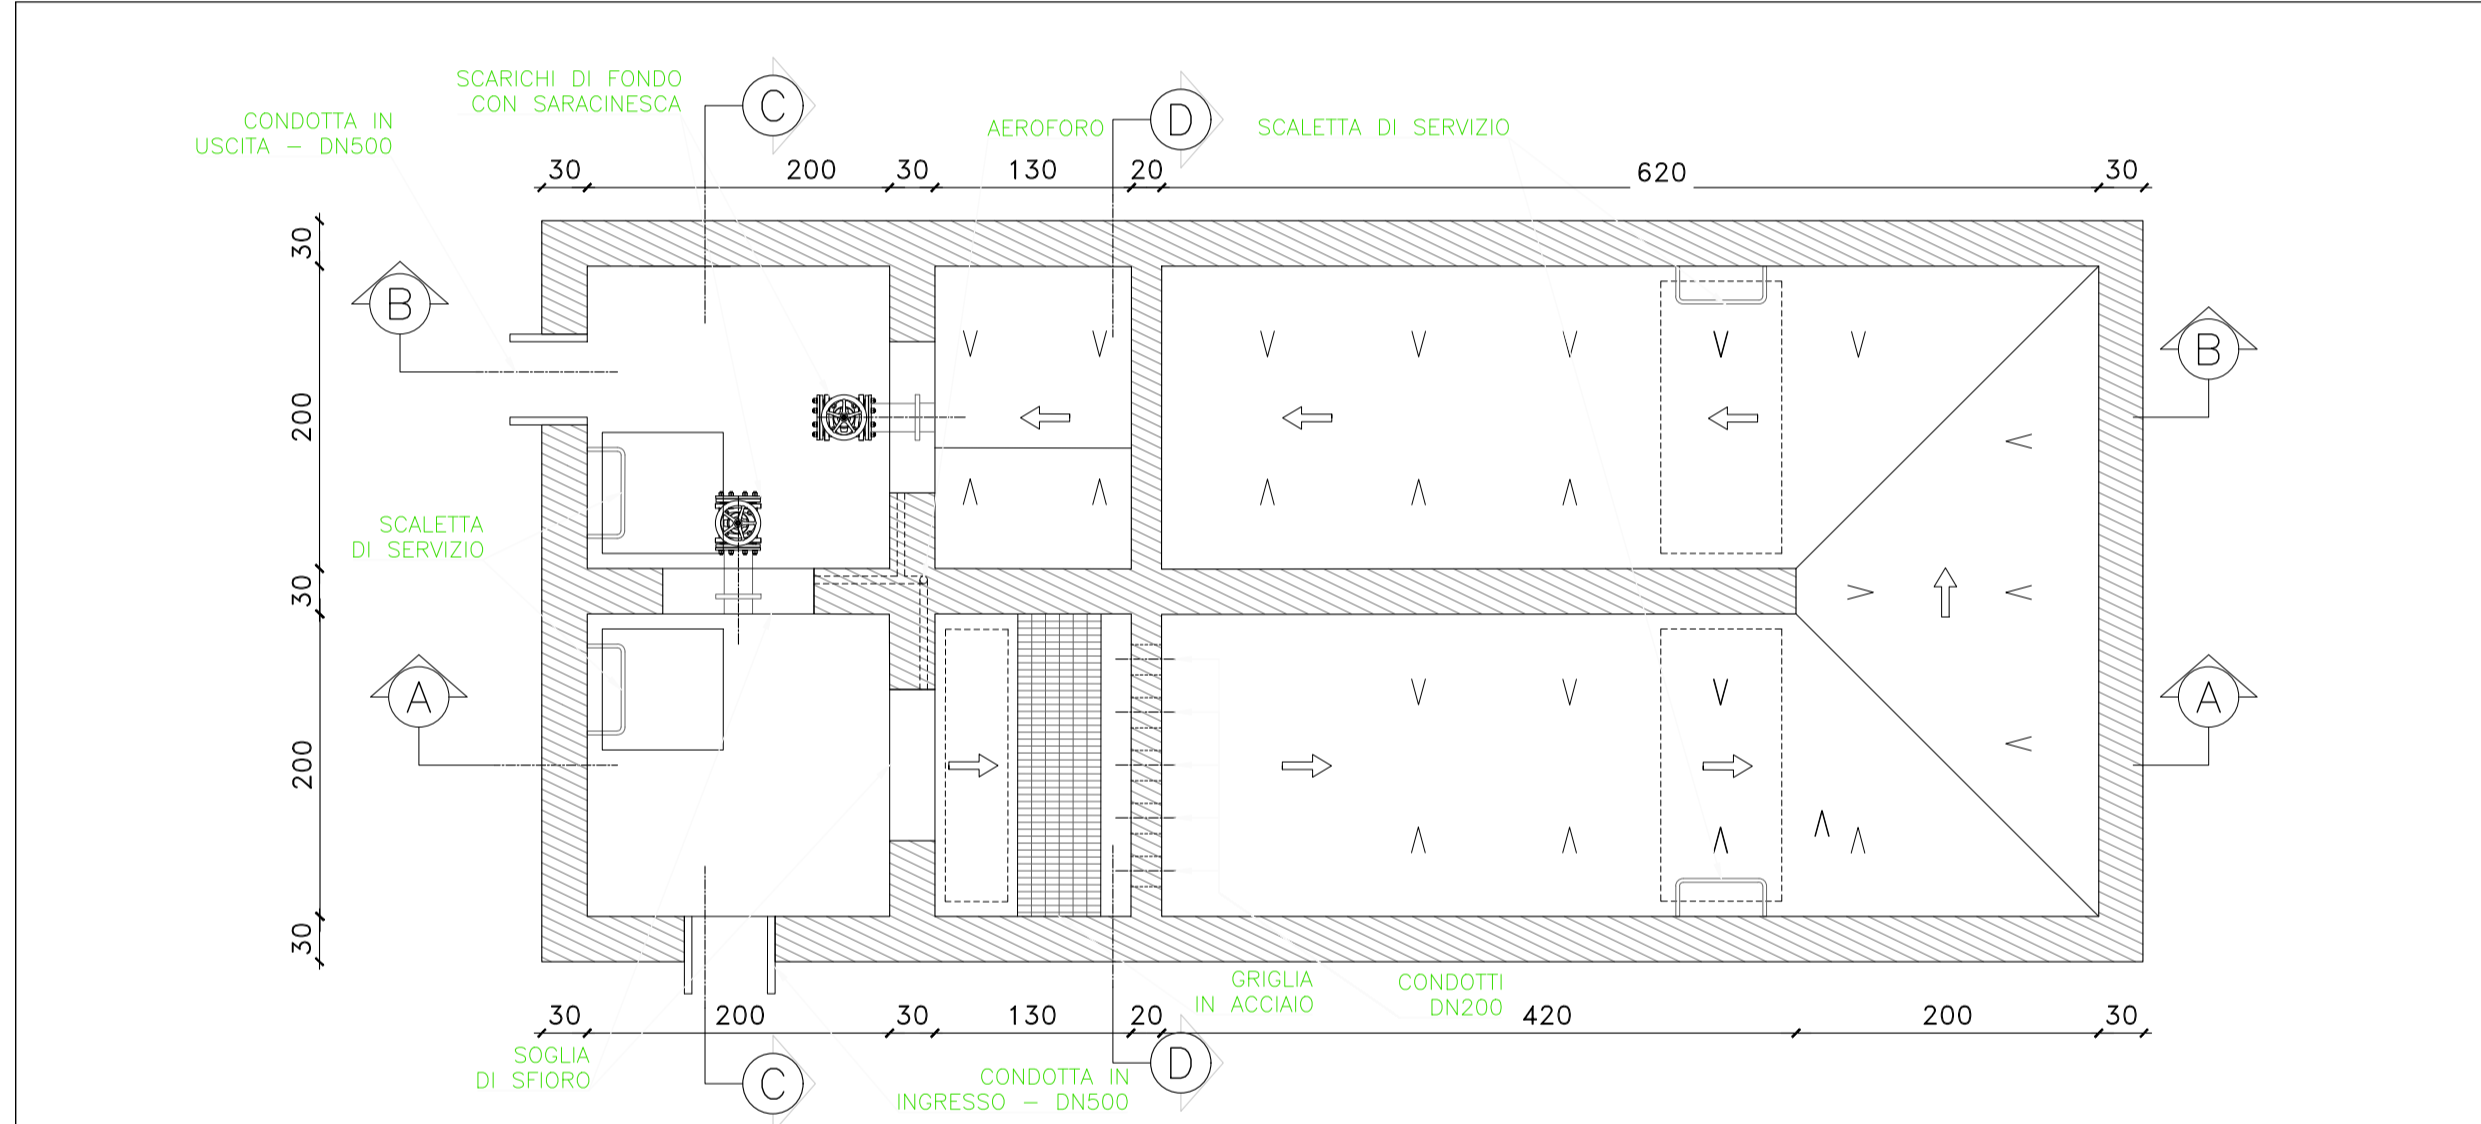 SCARICHI DI FONDO
CON SARACINESCA
C
D
CONDOTTA IN
USCITA – DN500
AEROFORO
SCALETTA DI SERVIZIO
30
200
30
130
20
620
30
30
B
B
200
SCALETTA
DI SERVIZIO
30
A
A
200
30
GRIGLIA
IN ACCIAIO
CONDOTTI
DN200
30
200
30
130
20
420
200
30
SOGLIA
DI SFIORO
CONDOTTA IN
INGRESSO – DN500
C
D